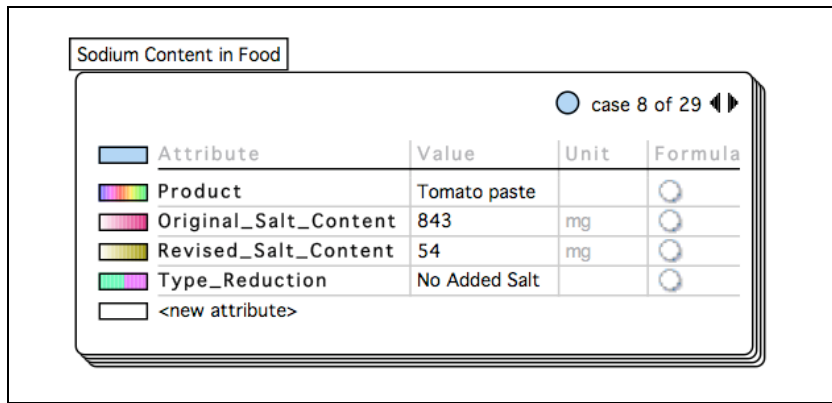 Sodium Content in Food
case 8 of 29
Attribute Value Unit Formula
Product Tomato paste
Original_Salt_Content 843 mg
Revised_Salt_Content 54 mg
Type_Reduction No Added Salt
<new attribute>